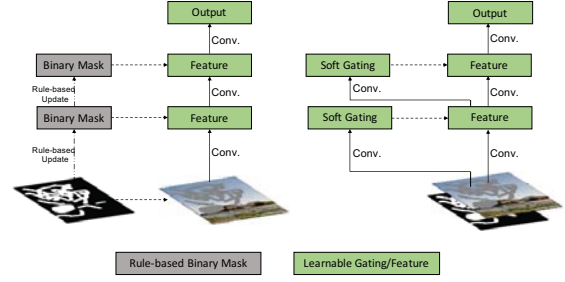 Output
Conv.
Binary Mask
Feature
Rule-based
Update
Conv.
Binary Mask
Feature
Rule-based
Update
Conv.
Output
Conv.
Soft Gating
Feature
Conv.
Conv.
Soft Gating
Feature
Conv.
Conv.
Rule-based Binary Mask
Learnable Gating/Feature